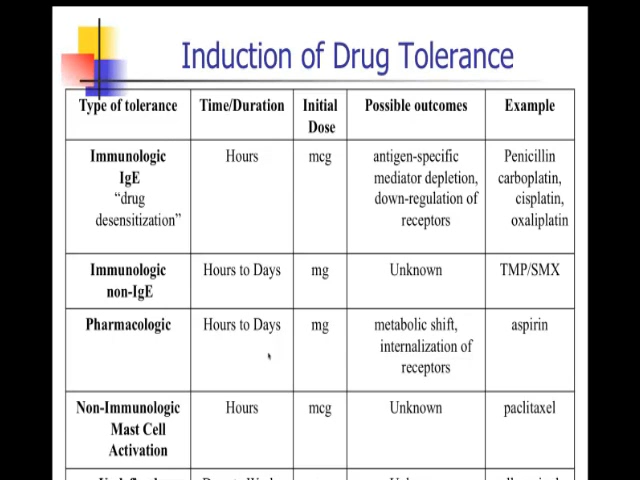 Induction of Drug Tolerance
Type of tolerance Time/Duration Initial Dose Possible outcomes Example
Immunologic IgE "drug desensitization" Hours mcg antigen-specific mediator depletion, down-regulation of receptors Penicillin carboplatin, cisplatin, oxaliplatin
Immunologic non-IgE Hours to Days mg Unknown TMP/SMX
Pharmacologic Hours to Days mg metabolic shift, internalization of receptors aspirin
Non-Immunologic Mast Cell Activation Hours mcg Unknown paclitaxel